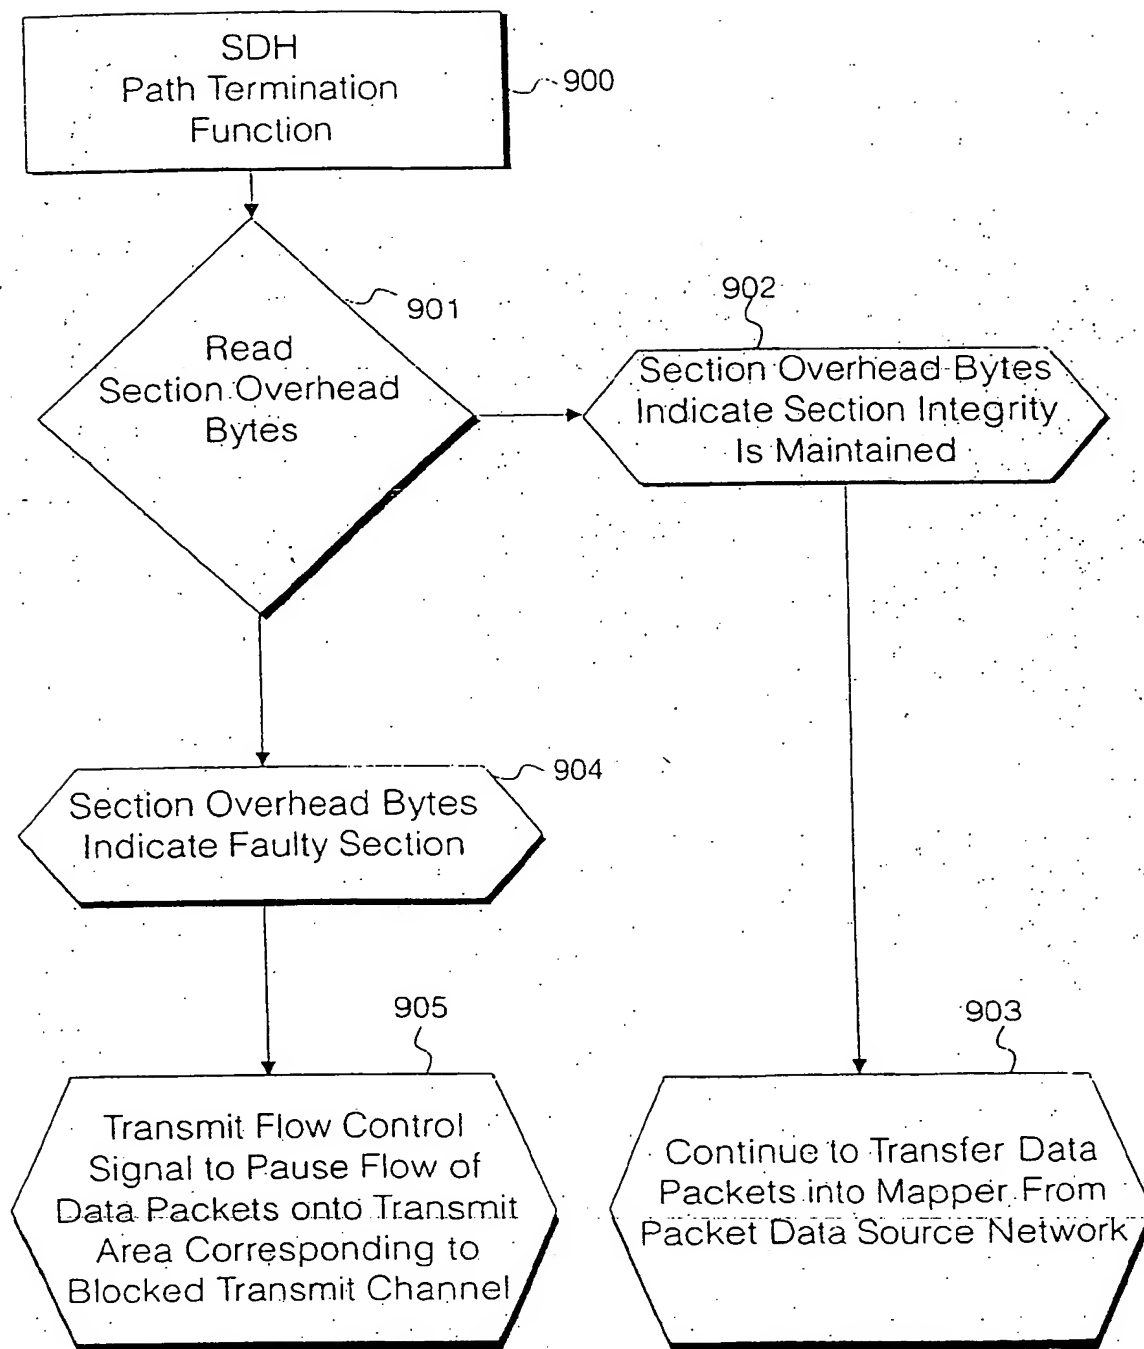 SDH
Path Termination
Function
900
901
Read
Section Overhead
Bytes
902
Section Overhead Bytes
Indicate Section Integrity
Is Maintained
904
Section Overhead Bytes
Indicate Faulty Section
905
Transmit Flow Control
Signal to Pause Flow of
Data Packets onto Transmit
Area Corresponding to
Blocked Transmit Channel
903
Continue to Transfer Data
Packets into Mapper From
Packet Data Source Network